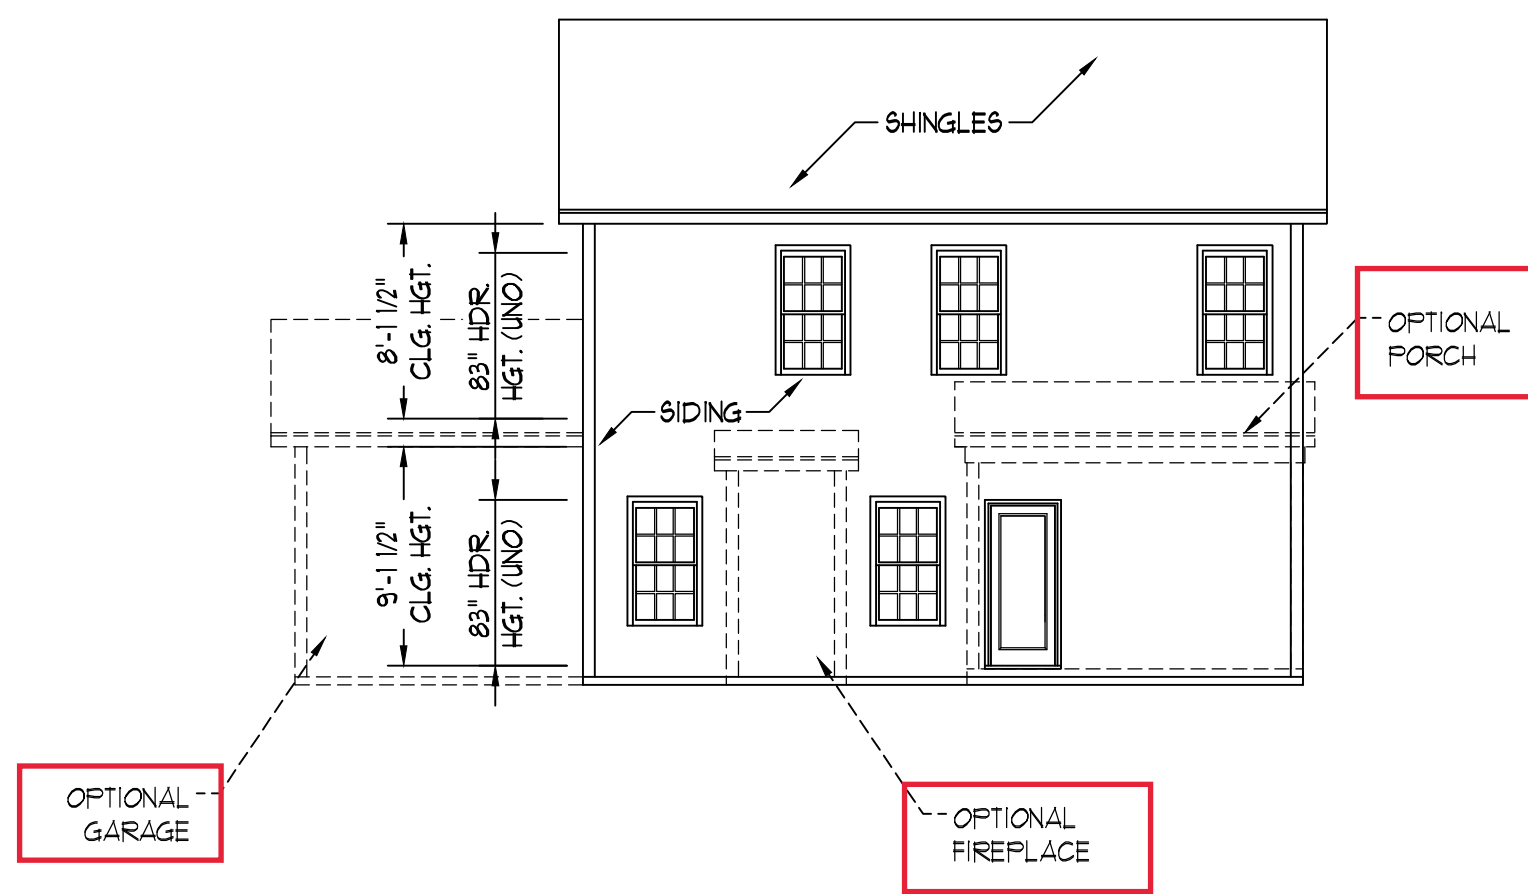 SHINGLES
8'-1 1/2"
CLG. HGT.
83" HDR.
HGT. (UNO)
OPTIONAL
PORCH
SIDING
9'-1 1/2"
CLG. HGT.
83" HDR.
HGT. (UNO)
OPTIONAL
GARAGE
OPTIONAL
FIREPLACE